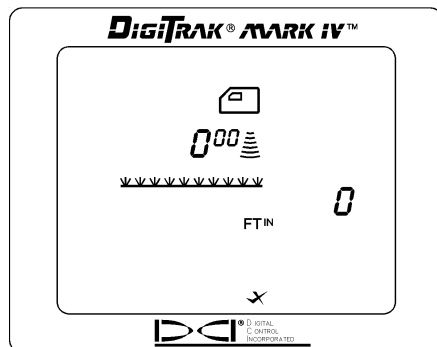 DIGITRAK® MARK IV™
000
0
FT IN
DCI® DIGITAL
CONTROL
INCORPORATED